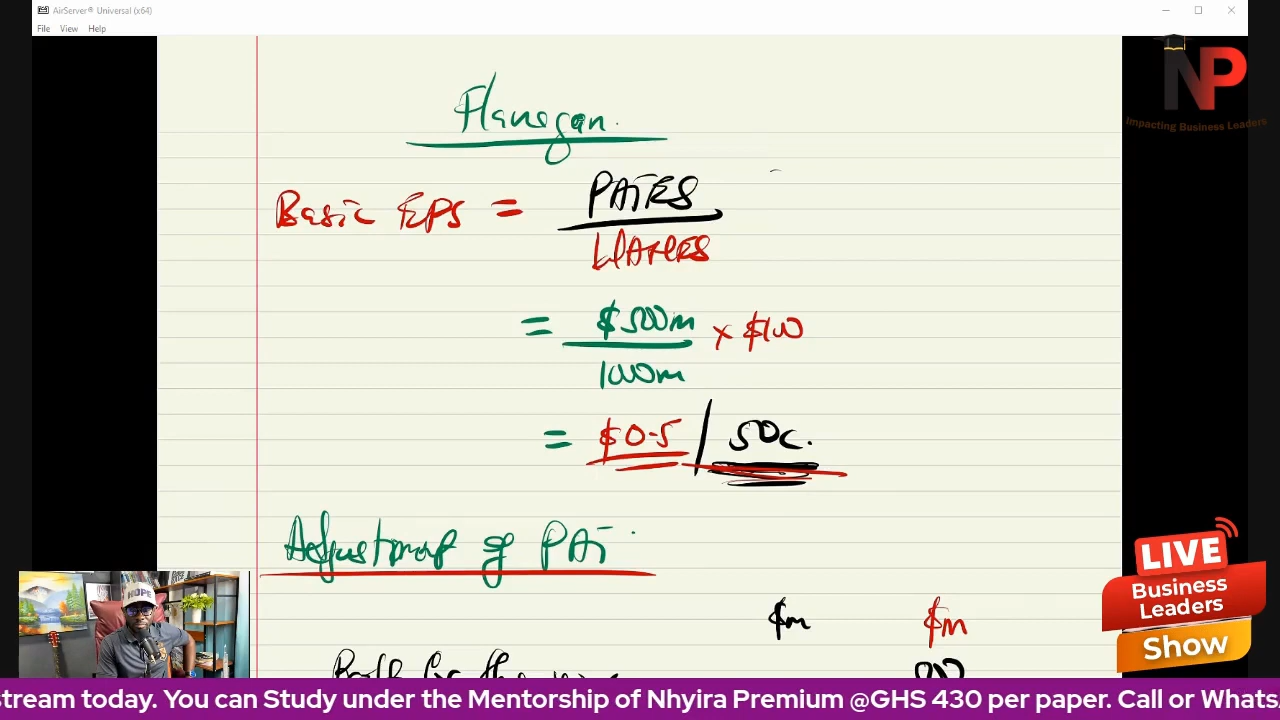 AirServer® Universal (x64)
File View Help
NP
Impacting Business Leaders
Flanegan.
Basic EPS = PATES
= $500m x $100
1000m
= $0.5 / 50c.
Adjustment of PAT
$m $m
NOPE
LIVE
Business
Leaders
Show
stream today. You can Study under the Mentorship of Nhyira Premium @GHS 430 per paper. Call or Whats